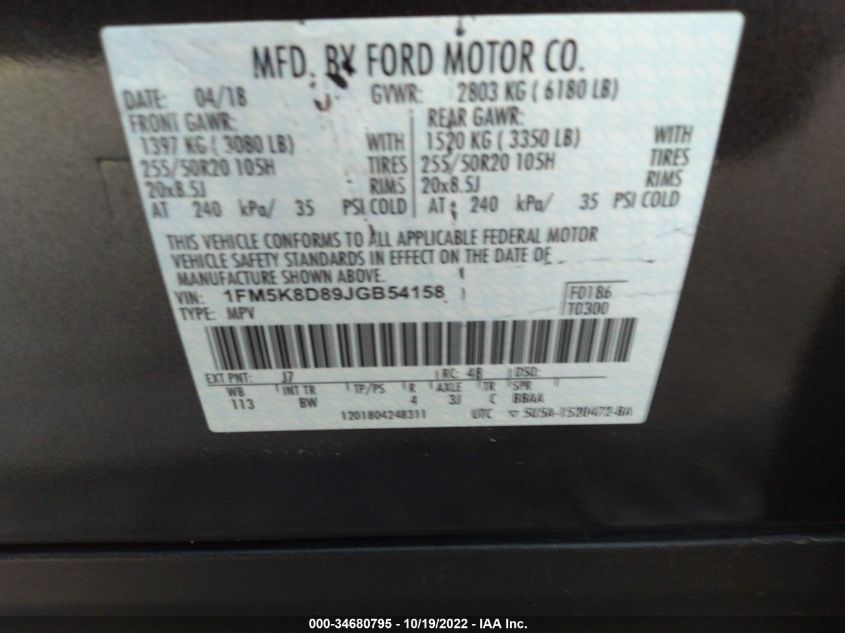 MFD. BY FORD MOTOR CO.
DATE: 04/18 GVWR: 2803 KG ( 6180 LB)
FRONT GAWR: REAR GAWR:
1397 KG ( 3080 LB) WITH 1520 KG ( 3350 LB) WITH
255/50R20 105H TIRES 255/50R20 105H TIRES
20x8.5J RIMS 20x8.5J RIMS
AT 240 kPa/ 35 PSI COLD AT 240 kPa/ 35 PSI COLD
THIS VEHICLE CONFORMS TO ALL APPLICABLE FEDERAL MOTOR
VEHICLE SAFETY STANDARDS IN EFFECT ON THE DATE OF
MANUFACTURE SHOWN ABOVE.
VIN: 1FM5K8D89JGB54158 F0186
TYPE: MPV T0300
EXT PNT: J7 RC: 48 DSO:
WB INT TR TP/PS R AXLE TR SPR
113 BW 4 3J C BBAA
1201804248311 UTC
000-34680795 - 10/19/2022 - IAA Inc.